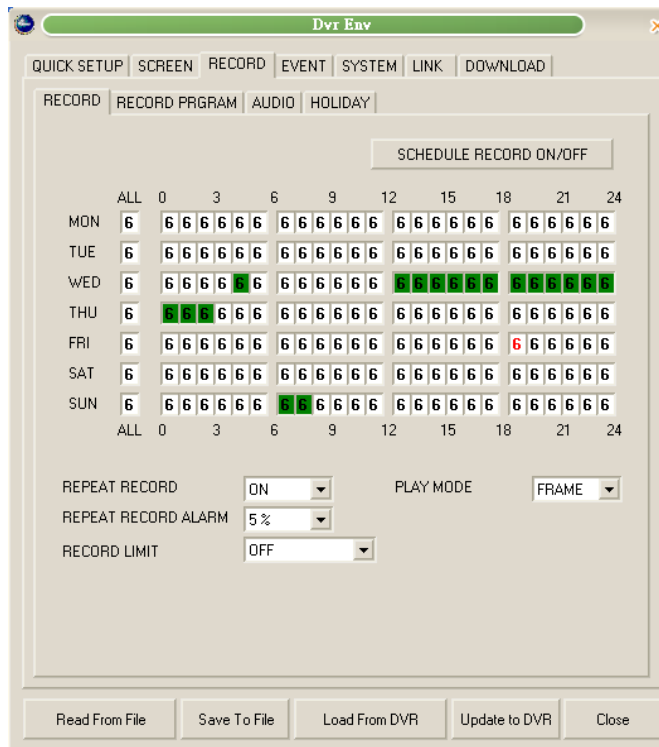 Dvr Env
QUICK SETUP SCREEN RECORD EVENT SYSTEM LINK DOWNLOAD
RECORD RECORD PRGRAM AUDIO HOLIDAY
SCHEDULE RECORD ON/OFF
ALL 0 3 6 9 12 15 18 21 24
MON 6 6 6 6 6 6 6 6 6 6 6 6 6 6 6 6 6 6 6 6 6 6 6 6 6
TUE 6 6 6 6 6 6 6 6 6 6 6 6 6 6 6 6 6 6 6 6 6 6 6 6 6
WED 6 6 6 6 6 6 6 6 6 6 6 6 6 6 6 6 6 6 6 6 6 6 6 6 6
THU 6 6 6 6 6 6 6 6 6 6 6 6 6 6 6 6 6 6 6 6 6 6 6 6 6
FRI 6 6 6 6 6 6 6 6 6 6 6 6 6 6 6 6 6 6 6 6 6 6 6 6 6
SAT 6 6 6 6 6 6 6 6 6 6 6 6 6 6 6 6 6 6 6 6 6 6 6 6 6
SUN 6 6 6 6 6 6 6 6 6 6 6 6 6 6 6 6 6 6 6 6 6 6 6 6 6
ALL 0 3 6 9 12 15 18 21 24
REPEAT RECORD ON PLAY MODE FRAME
REPEAT RECORD ALARM 5 %
RECORD LIMIT OFF
Read From File Save To File Load From DVR Update to DVR Close